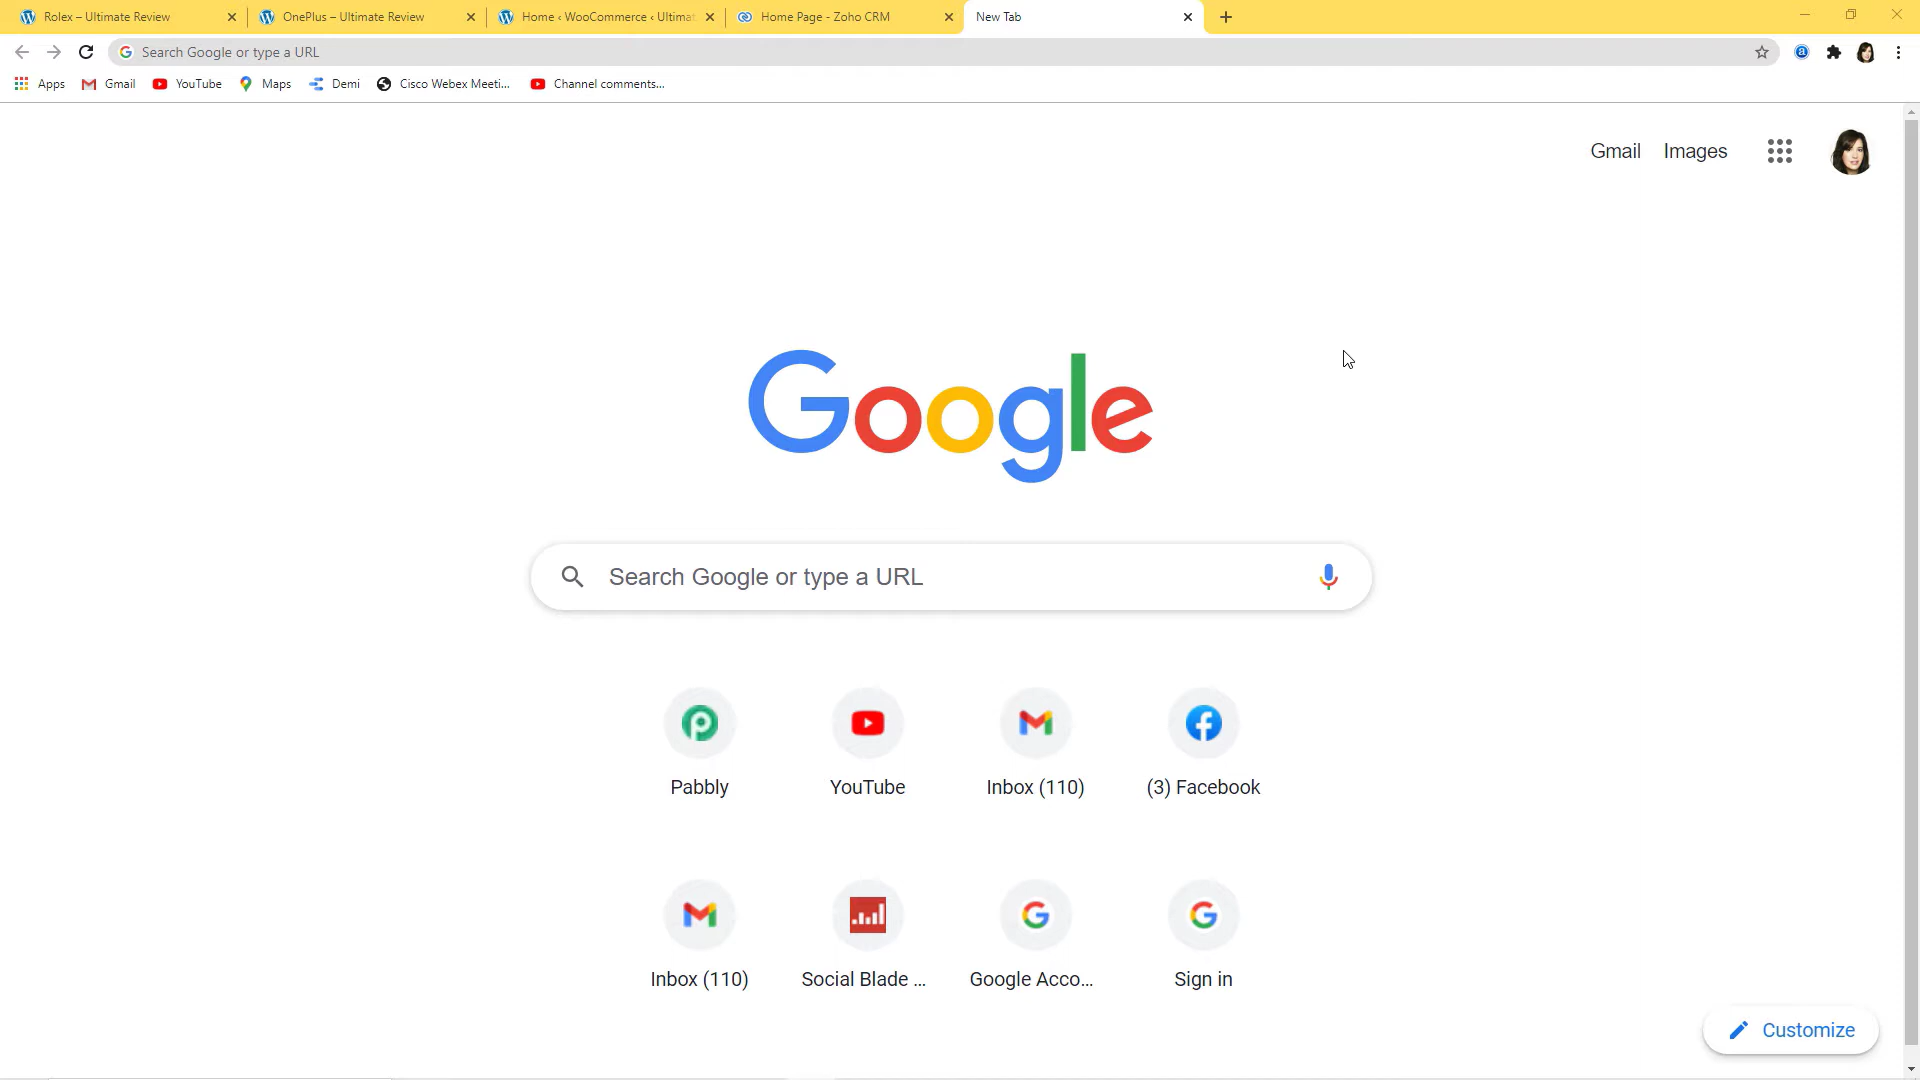 Rolex – Ultimate Review
OnePlus – Ultimate Review
Home ‹ WooCommerce ‹ Ultimat
Home Page - Zoho CRM
New Tab
Search Google or type a URL
Apps
Gmail
YouTube
Maps
Demi
Cisco Webex Meeti...
Channel comments...
Gmail
Images
Google
Search Google or type a URL
Pabbly
YouTube
Inbox (110)
(3) Facebook
Inbox (110)
Social Blade ...
Google Acco...
Sign in
Customize